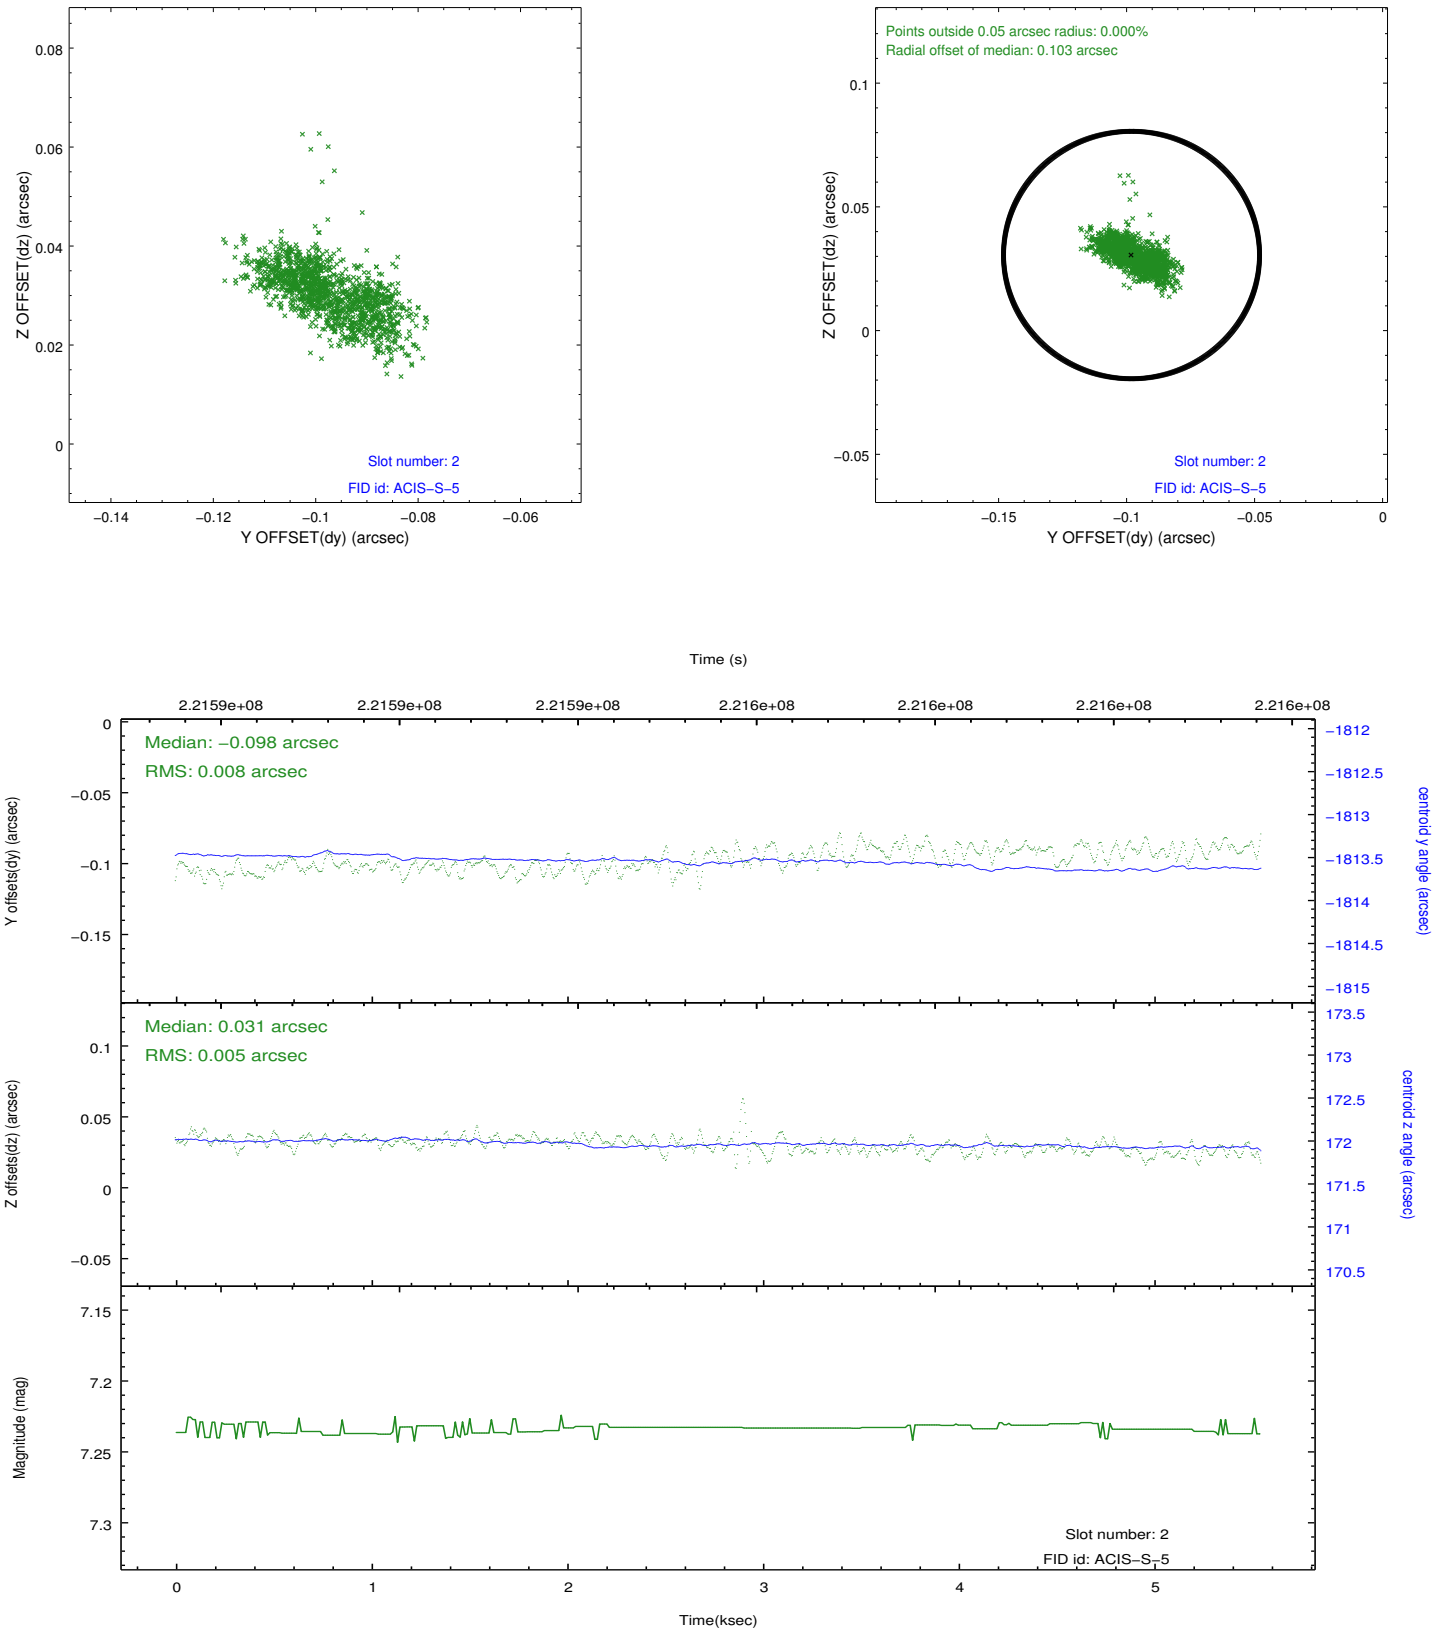 0.08
0.06
0.04
0.02
0
Z OFFSET(dz) (arcsec)
Slot number: 2
FID id: ACIS−S−5
−0.14 −0.12 −0.1 −0.08 −0.06
Y OFFSET(dy) (arcsec)
Points outside 0.05 arcsec radius: 0.000%
Radial offset of median: 0.103 arcsec
0.1
0.05
0
−0.05
Z OFFSET(dz) (arcsec)
Slot number: 2
FID id: ACIS−S−5
−0.15 −0.1 −0.05 0
Y OFFSET(dy) (arcsec)
Time (s)
2.2159e+08 2.2159e+08 2.2159e+08 2.216e+08 2.216e+08 2.216e+08 2.216e+08
Median: −0.098 arcsec
RMS: 0.008 arcsec
0
−0.05
−0.1
−0.15
Y offsets(dy) (arcsec)
−1812
−1812.5
−1813
−1813.5
−1814
−1814.5
−1815
centroid y angle (arcsec)
Median: 0.031 arcsec
RMS: 0.005 arcsec
0.1
0.05
0
−0.05
Z offsets(dz) (arcsec)
173.5
173
172.5
172
171.5
171
170.5
centroid z angle (arcsec)
7.15
7.2
7.25
7.3
Magnitude (mag)
Slot number: 2
FID id: ACIS−S−5
0 1 2 3 4 5
Time(ksec)